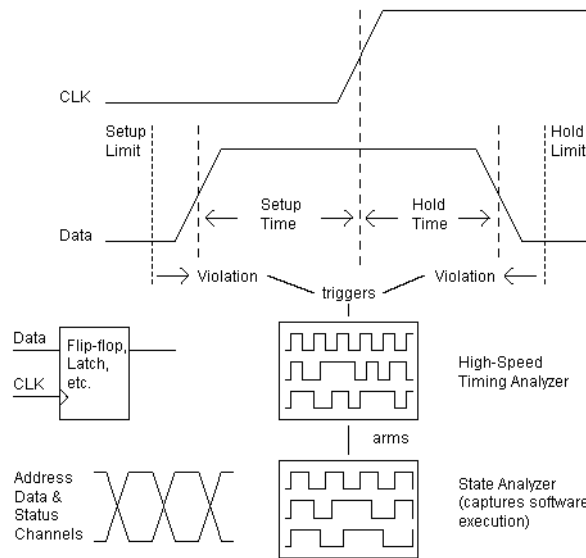 CLK
Setup
Limit
Hold
Limit
Setup
Time
Hold
Time
Data
Violation
Violation
triggers
Data
CLK
Flip-flop,
Latch,
etc.
High-Speed
Timing Analyzer
arms
Address
Data &
Status
Channels
State Analyzer
(captures software
execution)